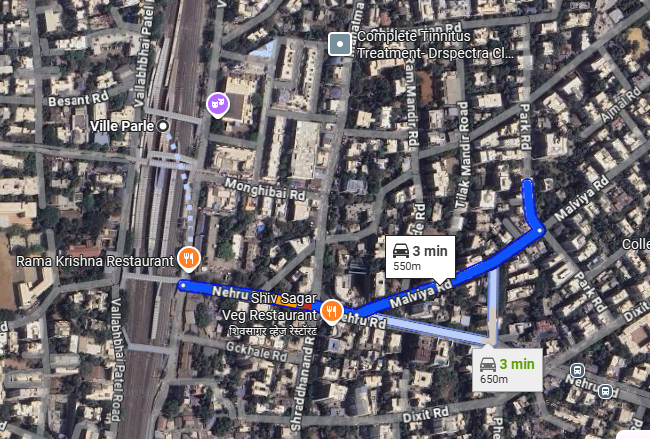 Complete Tinnitus
Treatment- Drspectra Cl...
Vallabhbhai Patel
Besant Rd
Ville Parle
Ram Mandir Rd
Tilak Mandir Road
Park Rd
Ajmal Rd
Monghibai Rd
Malviya Rd
Rama Krishna Restaurant
3 min
550m
Colle
Park Rd
Nehru
Shiv Sagar
Veg Restaurant
शिवसागर व्हेज रेस्टॉरंट
Malviya Rd
Nehru Rd
Vallabhbhai Patel Road
Gokhale Rd
Shraddhanand R
3 min
650m
Nehru Rd
Dixit Rd
Dixi
Phe